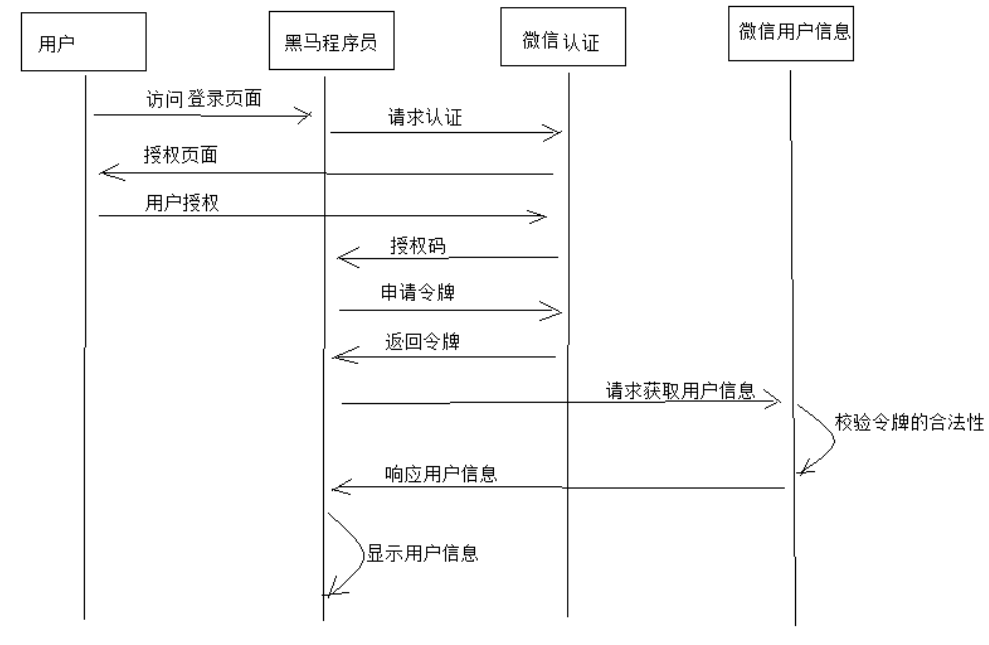 用户
黑马程序员
微信认证
微信用户信息
访问登录页面
请求认证
授权页面
用户授权
授权码
申请令牌
返回令牌
请求获取用户信息
校验令牌的合法性
响应用户信息
显示用户信息